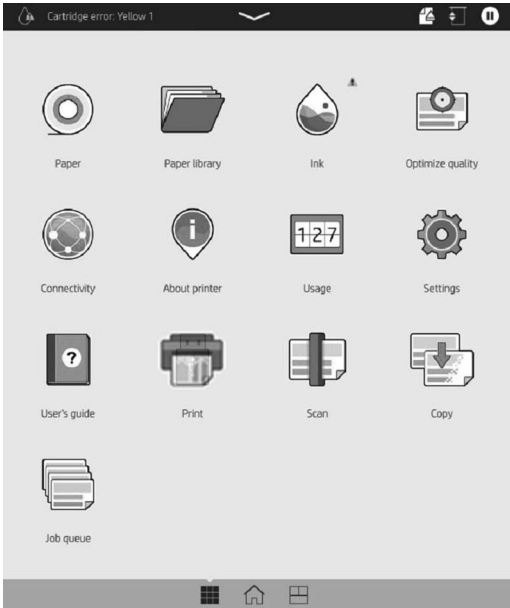 Cartridge error: Yellow 1
Paper
Paper library
Ink
Optimize quality
Connectivity
About printer
127
Usage
Settings
User's guide
Print
Scan
Copy
Job queue